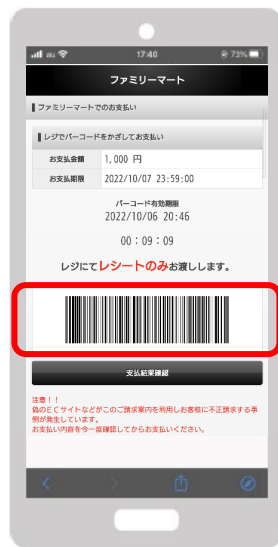 au 17:40 73%
ファミリーマート
ファミリーマートでのお支払い
レジでバーコードをかざしてお支払い
お支払金額 1,000 円
お支払期限 2022/10/07 23:59:00
バーコード有効期限
2022/10/06 20:46
00：09：09
レジにてレシートのみお渡しします。
支払結果確認
注意！！
偽のＥＣサイトなどがこのご請求案内を利用しお客様に不正請求する事
例が発生しています。
お支払い内容を今一度確認してからお支払いください。